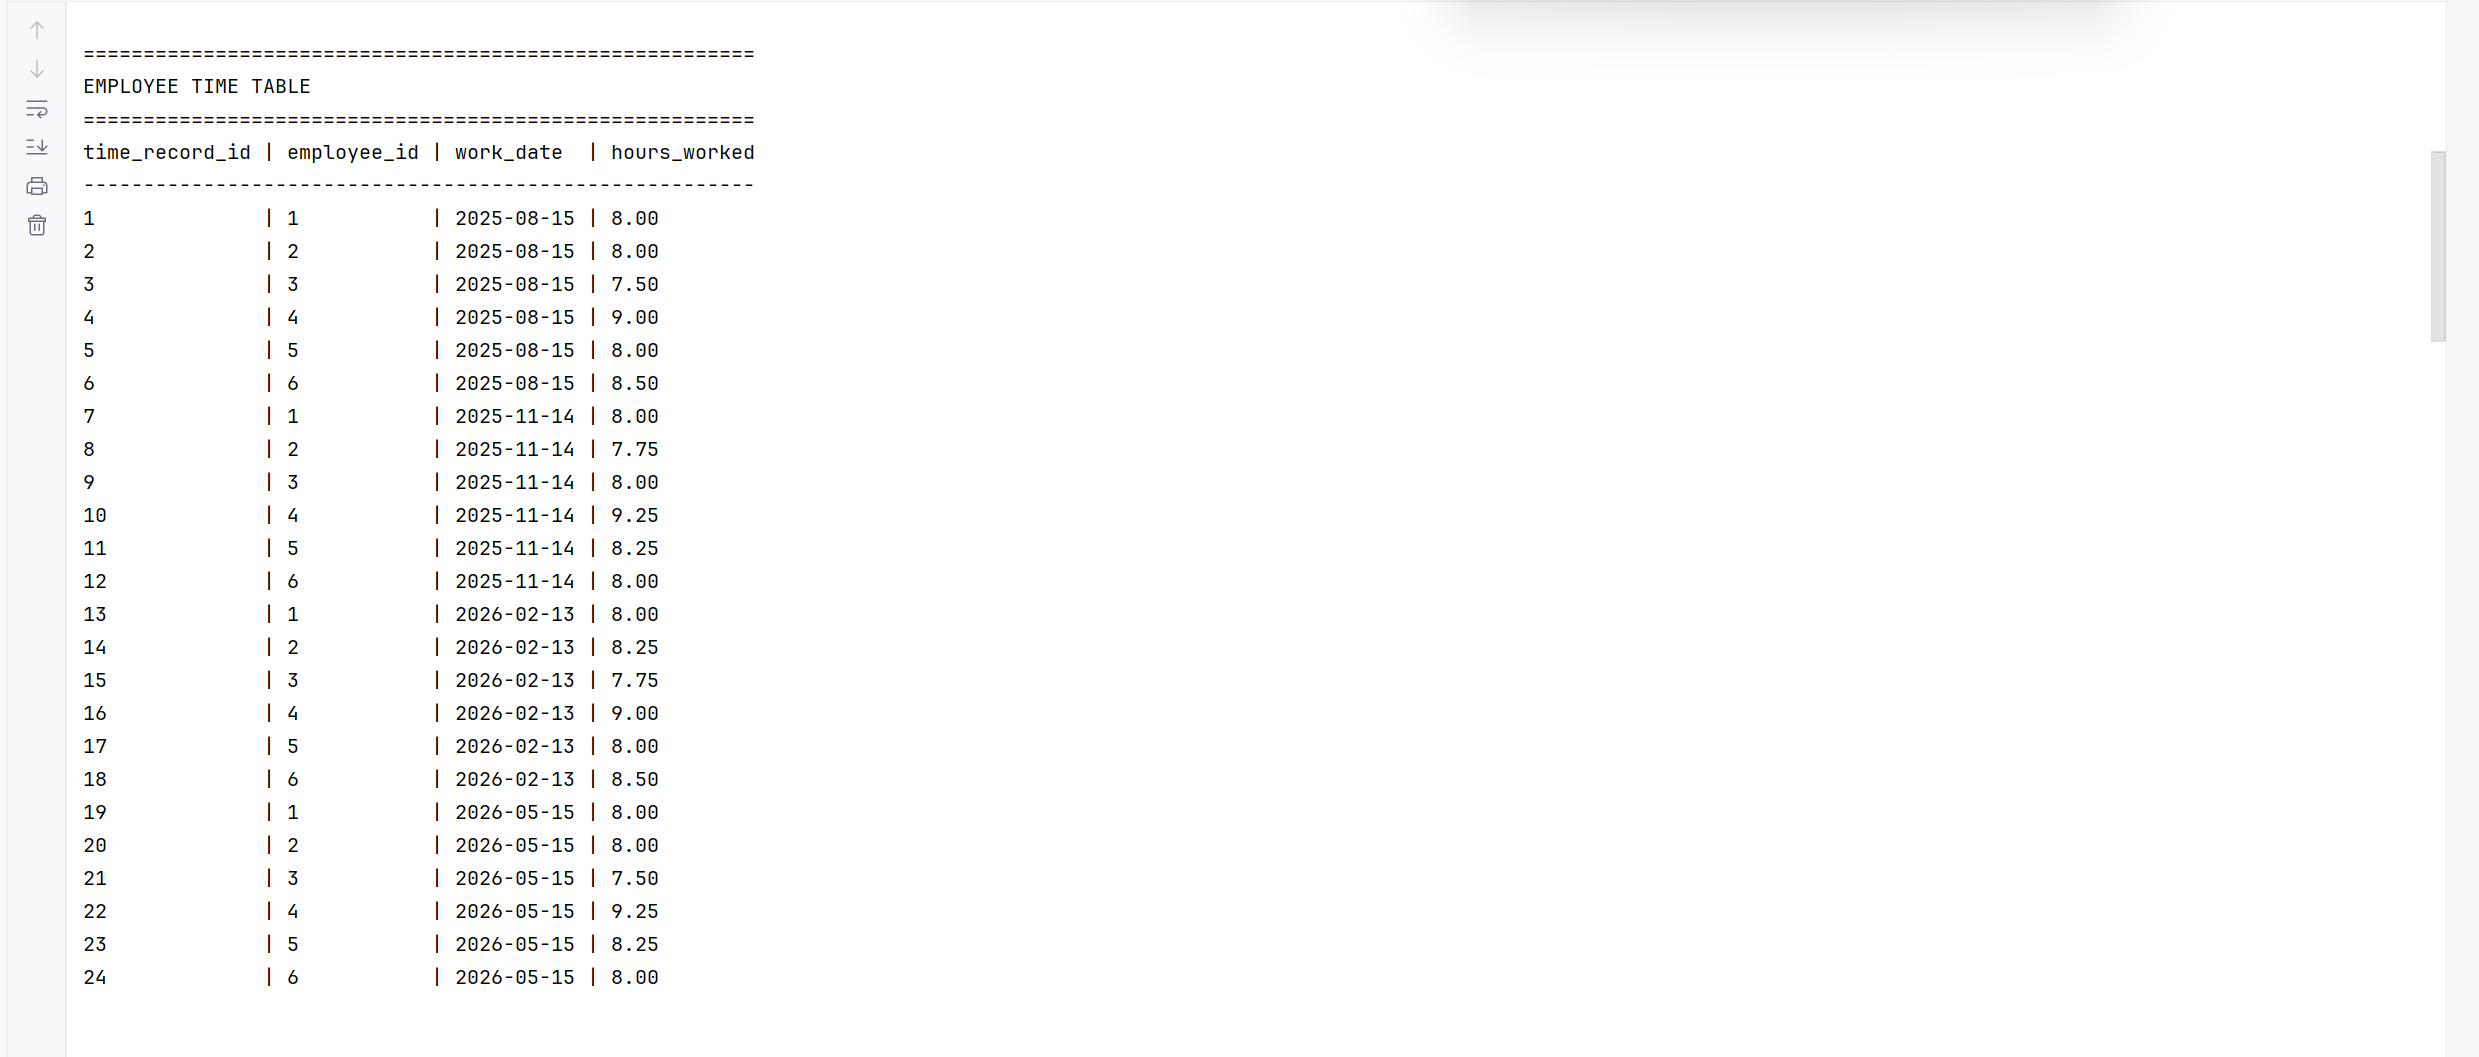 ========================================================
EMPLOYEE TIME TABLE
========================================================
time_record_id | employee_id | work_date  | hours_worked
--------------------------------------------------------
1              | 1           | 2025-08-15 | 8.00
2              | 2           | 2025-08-15 | 8.00
3              | 3           | 2025-08-15 | 7.50
4              | 4           | 2025-08-15 | 9.00
5              | 5           | 2025-08-15 | 8.00
6              | 6           | 2025-08-15 | 8.50
7              | 1           | 2025-11-14 | 8.00
8              | 2           | 2025-11-14 | 7.75
9              | 3           | 2025-11-14 | 8.00
10             | 4           | 2025-11-14 | 9.25
11             | 5           | 2025-11-14 | 8.25
12             | 6           | 2025-11-14 | 8.00
13             | 1           | 2026-02-13 | 8.00
14             | 2           | 2026-02-13 | 8.25
15             | 3           | 2026-02-13 | 7.75
16             | 4           | 2026-02-13 | 9.00
17             | 5           | 2026-02-13 | 8.00
18             | 6           | 2026-02-13 | 8.50
19             | 1           | 2026-05-15 | 8.00
20             | 2           | 2026-05-15 | 8.00
21             | 3           | 2026-05-15 | 7.50
22             | 4           | 2026-05-15 | 9.25
23             | 5           | 2026-05-15 | 8.25
24             | 6           | 2026-05-15 | 8.00